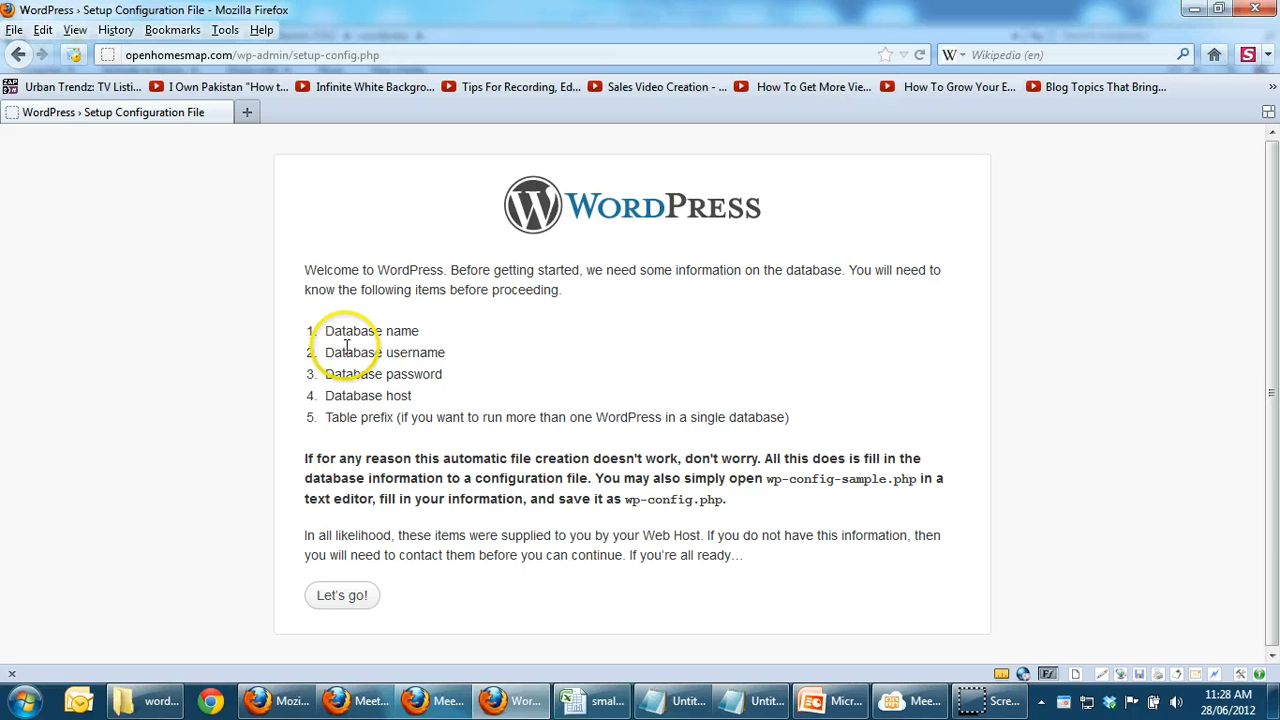 WordPress › Setup Configuration File - Mozilla Firefox
File Edit View History Bookmarks Tools Help
openhomesmap.com/wp-admin/setup-config.php
W Wikipedia (en)
Urban Trendz: TV Listi... I Own Pakistan "How t... Infinite White Backgro... Tips For Recording, Ed... Sales Video Creation - ... How To Get More Vie... How To Grow Your E... Blog Topics That Bring... »
WordPress › Setup Configuration File
WORDPRESS
Welcome to WordPress. Before getting started, we need some information on the database. You will need to
know the following items before proceeding.
1. Database name
2. Database username
3. Database password
4. Database host
5. Table prefix (if you want to run more than one WordPress in a single database)
If for any reason this automatic file creation doesn't work, don't worry. All this does is fill in the
database information to a configuration file. You may also simply open wp-config-sample.php in a
text editor, fill in your information, and save it as wp-config.php.
In all likelihood, these items were supplied to you by your Web Host. If you do not have this information, then
you will need to contact them before you can continue. If you're all ready…
Let's go!
word... Mozi... Meet... Mee... Wor... smal... Untit... Untit... Micr... Mee... Scre...
11:28 AM
28/06/2012